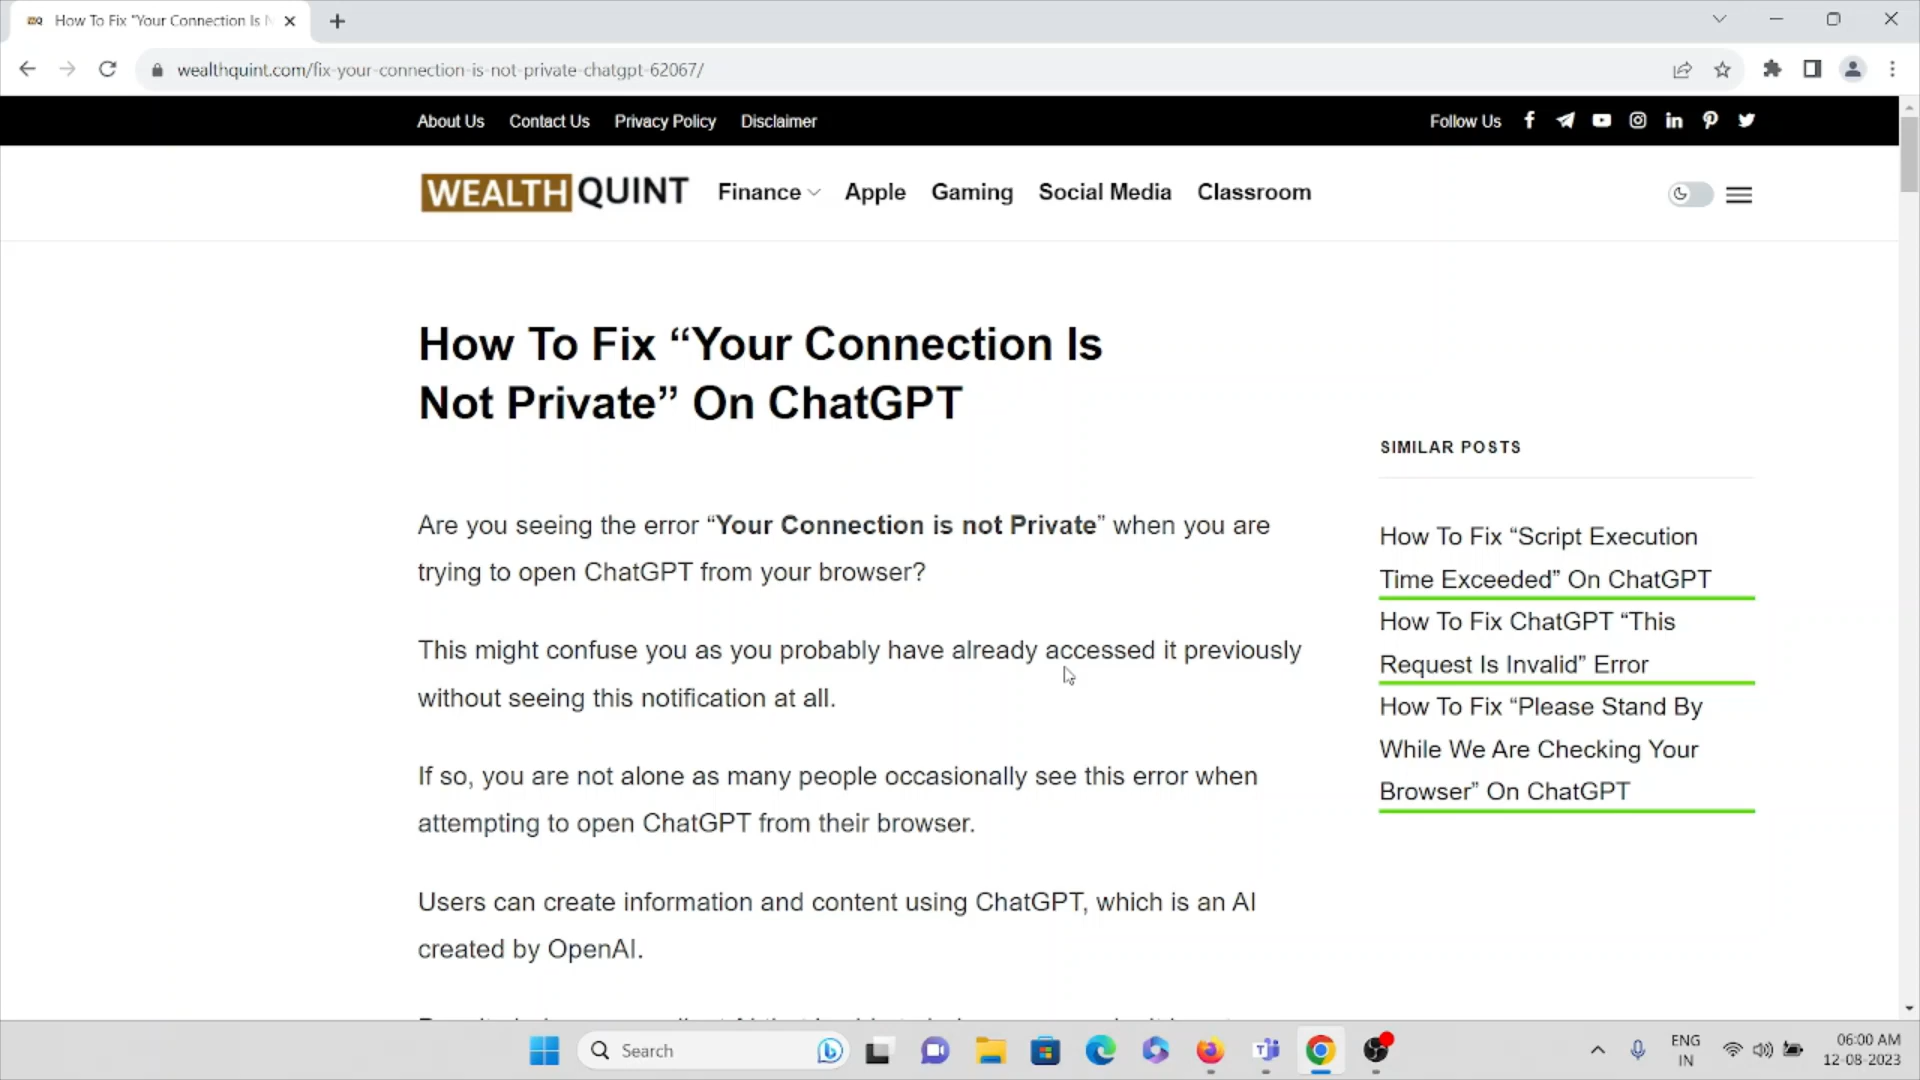 How To Fix "Your Connection Is
wealthquint.com/fix-your-connection-is-not-private-chatgpt-62067/
About Us Contact Us Privacy Policy Disclaimer Follow Us
WEALTH QUINT Finance Apple Gaming Social Media Classroom
How To Fix “Your Connection Is
Not Private” On ChatGPT
Are you seeing the error “Your Connection is not Private” when you are
trying to open ChatGPT from your browser?
This might confuse you as you probably have already accessed it previously
without seeing this notification at all.
If so, you are not alone as many people occasionally see this error when
attempting to open ChatGPT from their browser.
Users can create information and content using ChatGPT, which is an AI
created by OpenAI.
SIMILAR POSTS
How To Fix “Script Execution
Time Exceeded” On ChatGPT
How To Fix ChatGPT “This
Request Is Invalid” Error
How To Fix “Please Stand By
While We Are Checking Your
Browser” On ChatGPT
Search
ENG
IN
06:00 AM
12-08-2023